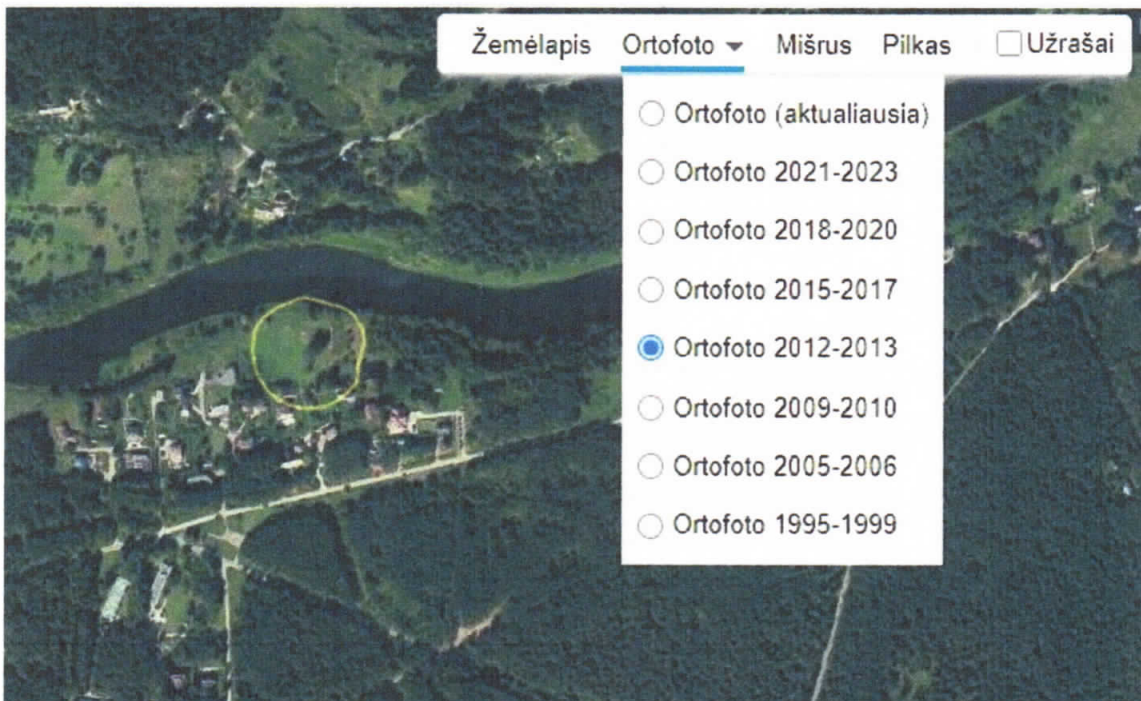 Žemėlapis Ortofoto Mišrus Pilkas Užrašai
Ortofoto (aktualiausia)
Ortofoto 2021-2023
Ortofoto 2018-2020
Ortofoto 2015-2017
Ortofoto 2012-2013
Ortofoto 2009-2010
Ortofoto 2005-2006
Ortofoto 1995-1999